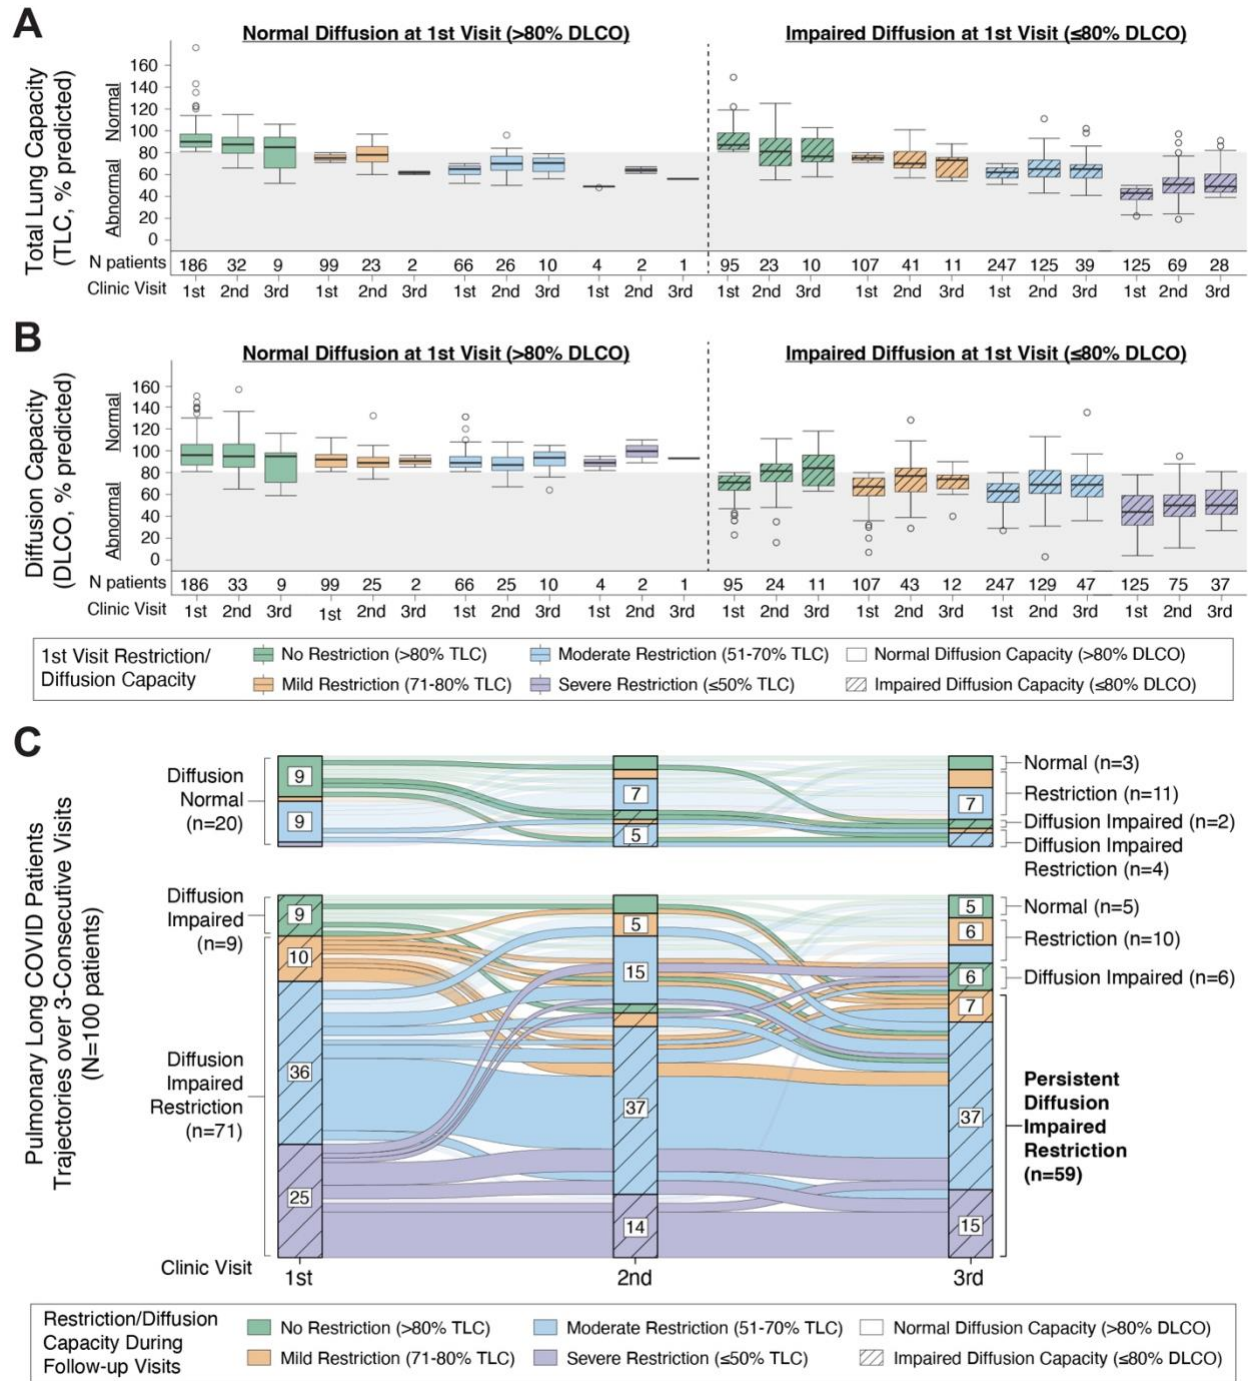 A
Normal Diffusion at 1st Visit (>80% DLCO)
Impaired Diffusion at 1st Visit (≤80% DLCO)
Total Lung Capacity
(TLC, % predicted)
Normal
Abnormal
160
140
120
100
80
60
40
20
0
N patients 186 32 9 99 23 2 66 26 10 4 2 1 95 23 10 107 41 11 247 125 39 125 69 28
Clinic Visit 1st 2nd 3rd 1st 2nd 3rd 1st 2nd 3rd 1st 2nd 3rd 1st 2nd 3rd 1st 2nd 3rd 1st 2nd 3rd 1st 2nd 3rd
B
Normal Diffusion at 1st Visit (>80% DLCO)
Impaired Diffusion at 1st Visit (≤80% DLCO)
Diffusion Capacity
(DLCO, % predicted)
Normal
Abnormal
160
140
120
100
80
60
40
20
0
N patients 186 33 9 99 25 2 66 25 10 4 2 1 95 24 11 107 43 12 247 129 47 125 75 37
Clinic Visit 1st 2nd 3rd 1st 2nd 3rd 1st 2nd 3rd 1st 2nd 3rd 1st 2nd 3rd 1st 2nd 3rd 1st 2nd 3rd 1st 2nd 3rd
1st Visit Restriction/
Diffusion Capacity
No Restriction (>80% TLC)
Moderate Restriction (51-70% TLC)
Normal Diffusion Capacity (>80% DLCO)
Mild Restriction (71-80% TLC)
Severe Restriction (≤50% TLC)
Impaired Diffusion Capacity (≤80% DLCO)
C
Pulmonary Long COVID Patients
Trajectories over 3-Consecutive Visits
(N=100 patients)
Diffusion
Normal
(n=20)
9
9
7
5
7
Normal (n=3)
Restriction (n=11)
Diffusion Impaired (n=2)
Diffusion Impaired
Restriction (n=4)
Diffusion
Impaired
(n=9)
Diffusion
Impaired
Restriction
(n=71)
9
10
36
25
5
15
37
14
5
6
6
7
37
15
Normal (n=5)
Restriction (n=10)
Diffusion Impaired (n=6)
Persistent
Diffusion
Impaired
Restriction
(n=59)
Clinic Visit 1st 2nd 3rd
Restriction/Diffusion
Capacity During
Follow-up Visits
No Restriction (>80% TLC)
Moderate Restriction (51-70% TLC)
Normal Diffusion Capacity (>80% DLCO)
Mild Restriction (71-80% TLC)
Severe Restriction (≤50% TLC)
Impaired Diffusion Capacity (≤80% DLCO)